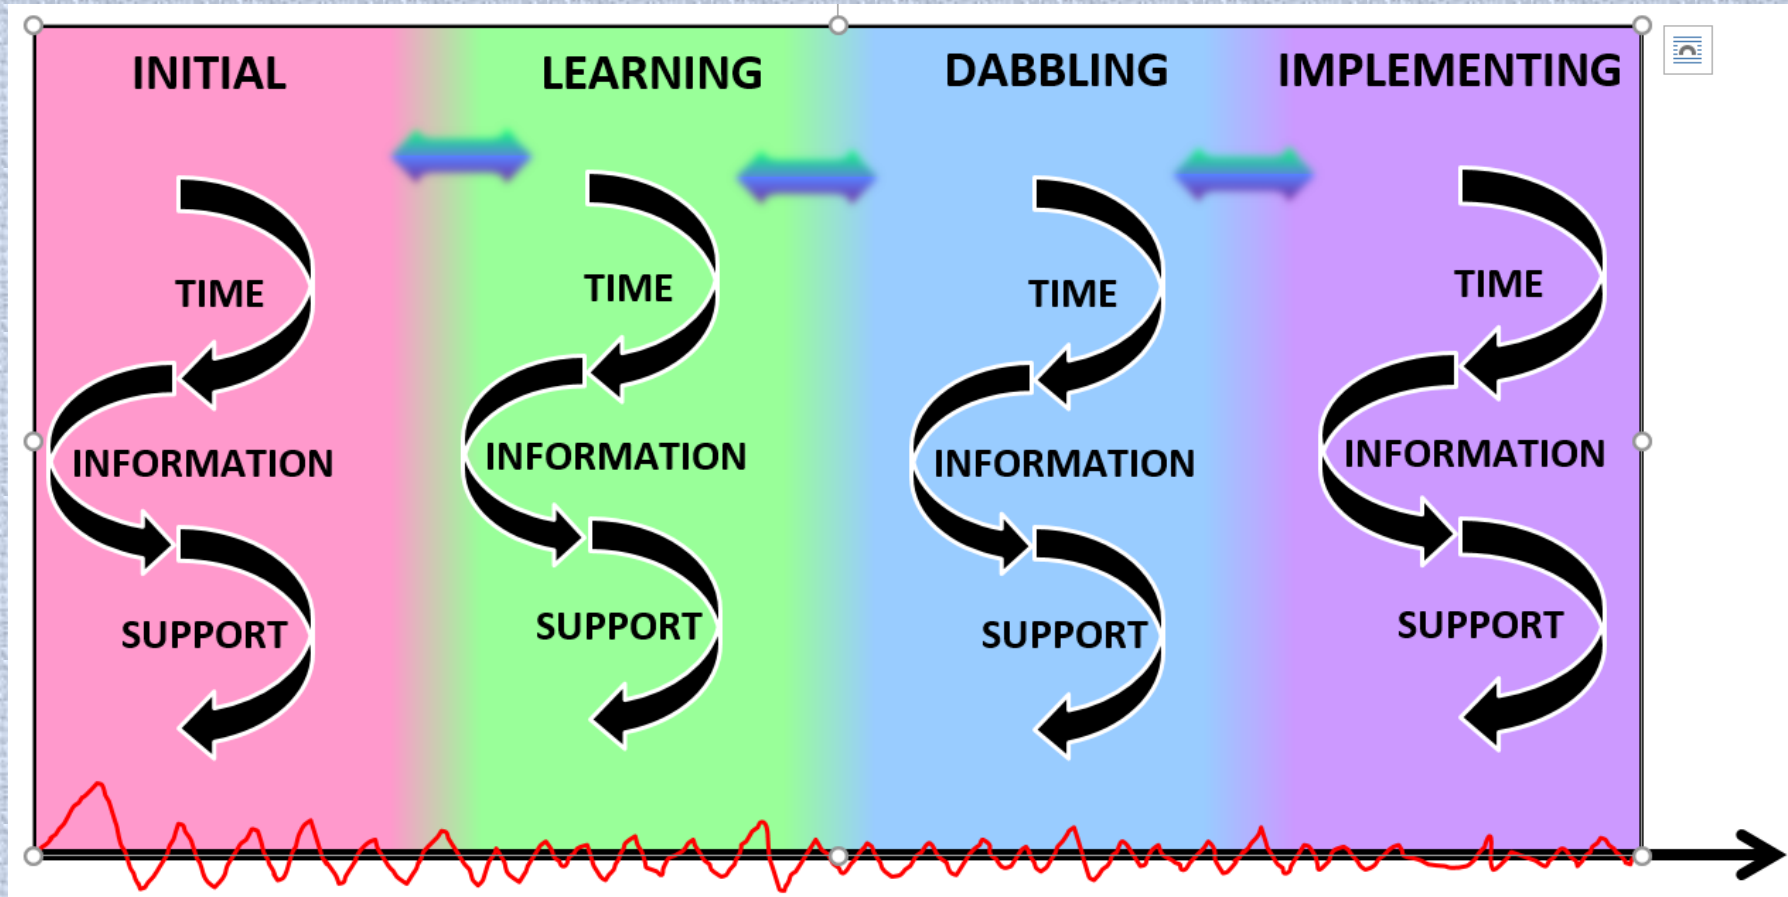 INITIAL
TIME
INFORMATION
SUPPORT
LEARNING
TIME
INFORMATION
SUPPORT
DABBLING
TIME
INFORMATION
SUPPORT
IMPLEMENTING
TIME
INFORMATION
SUPPORT